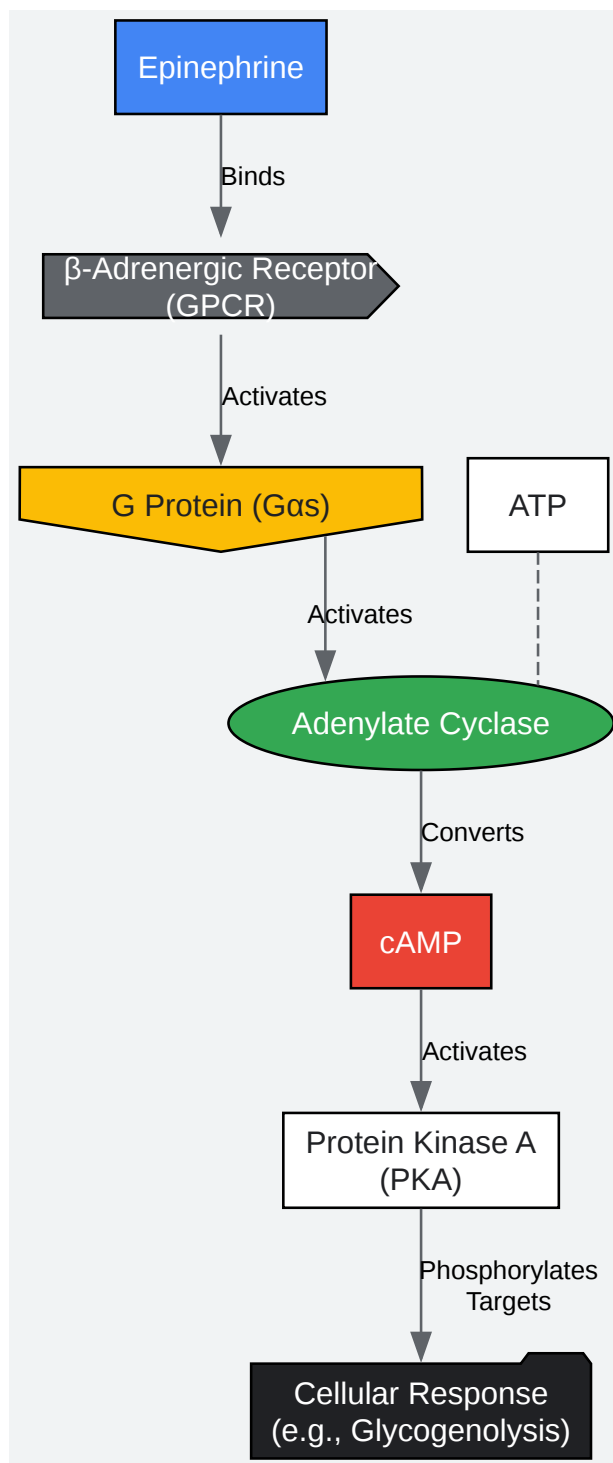 Epinephrine
Binds
β-Adrenergic Receptor
(GPCR)
Activates
G Protein (Gαs)
ATP
Activates
Adenylate Cyclase
Converts
cAMP
Activates
Protein Kinase A
(PKA)
Phosphorylates
Targets
Cellular Response
(e.g., Glycogenolysis)